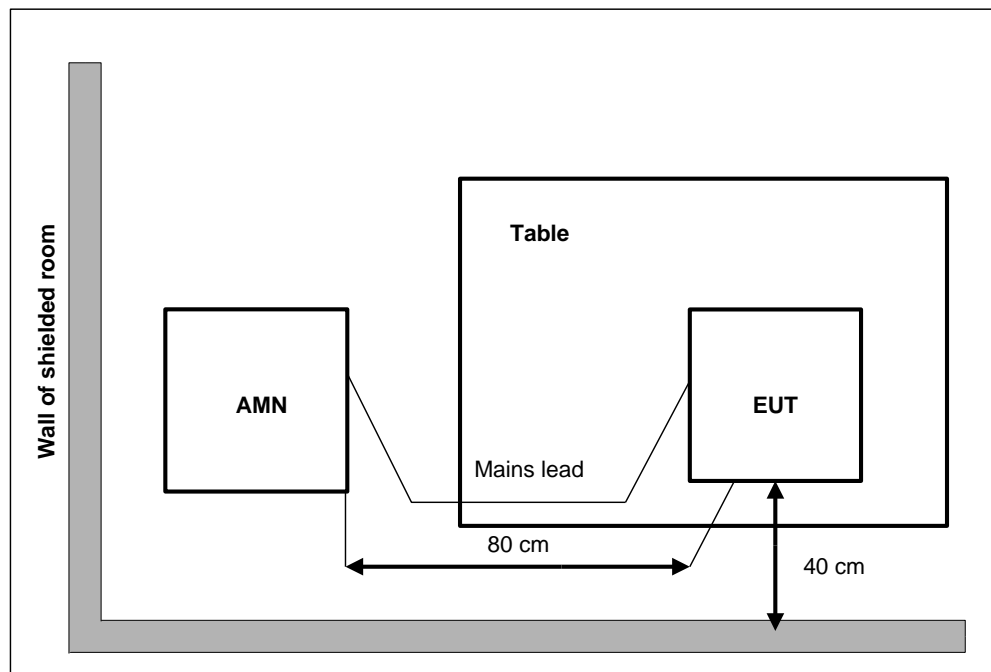 Wall of shielded room
Table
AMN
EUT
Mains lead
80 cm
40 cm